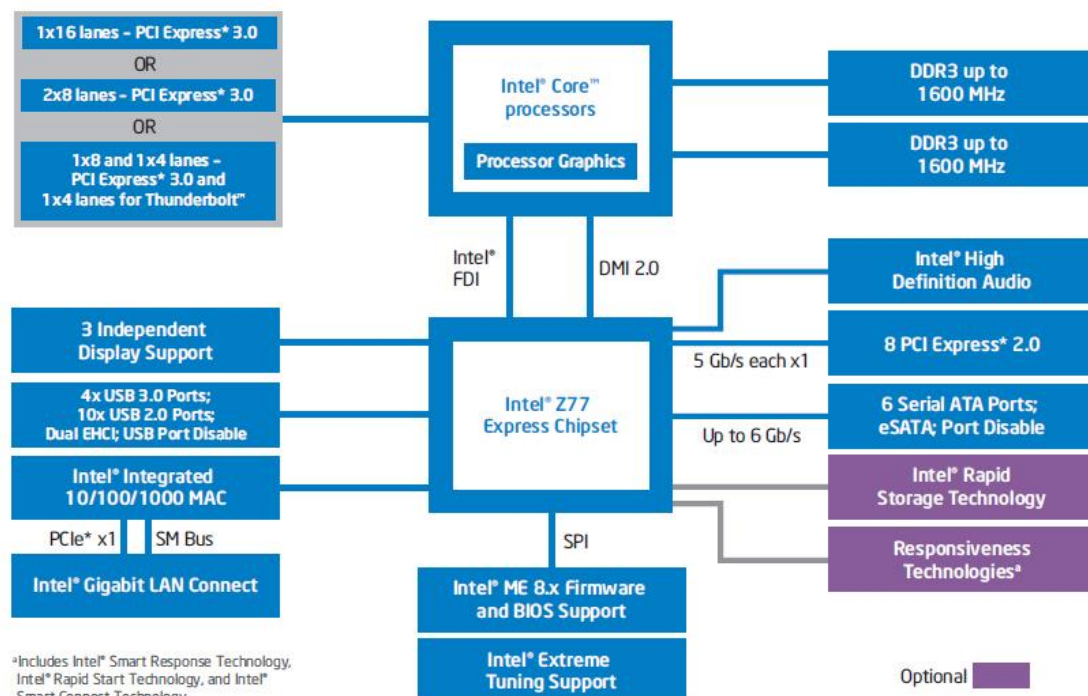 1x16 lanes – PCI Express* 3.0
OR
2x8 lanes – PCI Express* 3.0
OR
1x8 and 1x4 lanes –
PCI Express* 3.0 and
1x4 lanes for Thunderbolt™
Intel® Core™
processors
Processor Graphics
DDR3 up to
1600 MHz
DDR3 up to
1600 MHz
Intel®
FDI
DMI 2.0
Intel® High
Definition Audio
3 Independent
Display Support
5 Gb/s each x1
8 PCI Express* 2.0
4x USB 3.0 Ports;
10x USB 2.0 Ports;
Dual EHCI; USB Port Disable
Intel® Z77
Express Chipset
Up to 6 Gb/s
6 Serial ATA Ports;
eSATA; Port Disable
Intel® Integrated
10/100/1000 MAC
Intel® Rapid
Storage Technology
PCIe* x1
SM Bus
SPI
Responsiveness
Technologiesª
Intel® Gigabit LAN Connect
Intel® ME 8.x Firmware
and BIOS Support
Intel® Extreme
Tuning Support
ªIncludes Intel® Smart Response Technology,
Intel® Rapid Start Technology, and Intel®
Smart Connect Technology
Optional